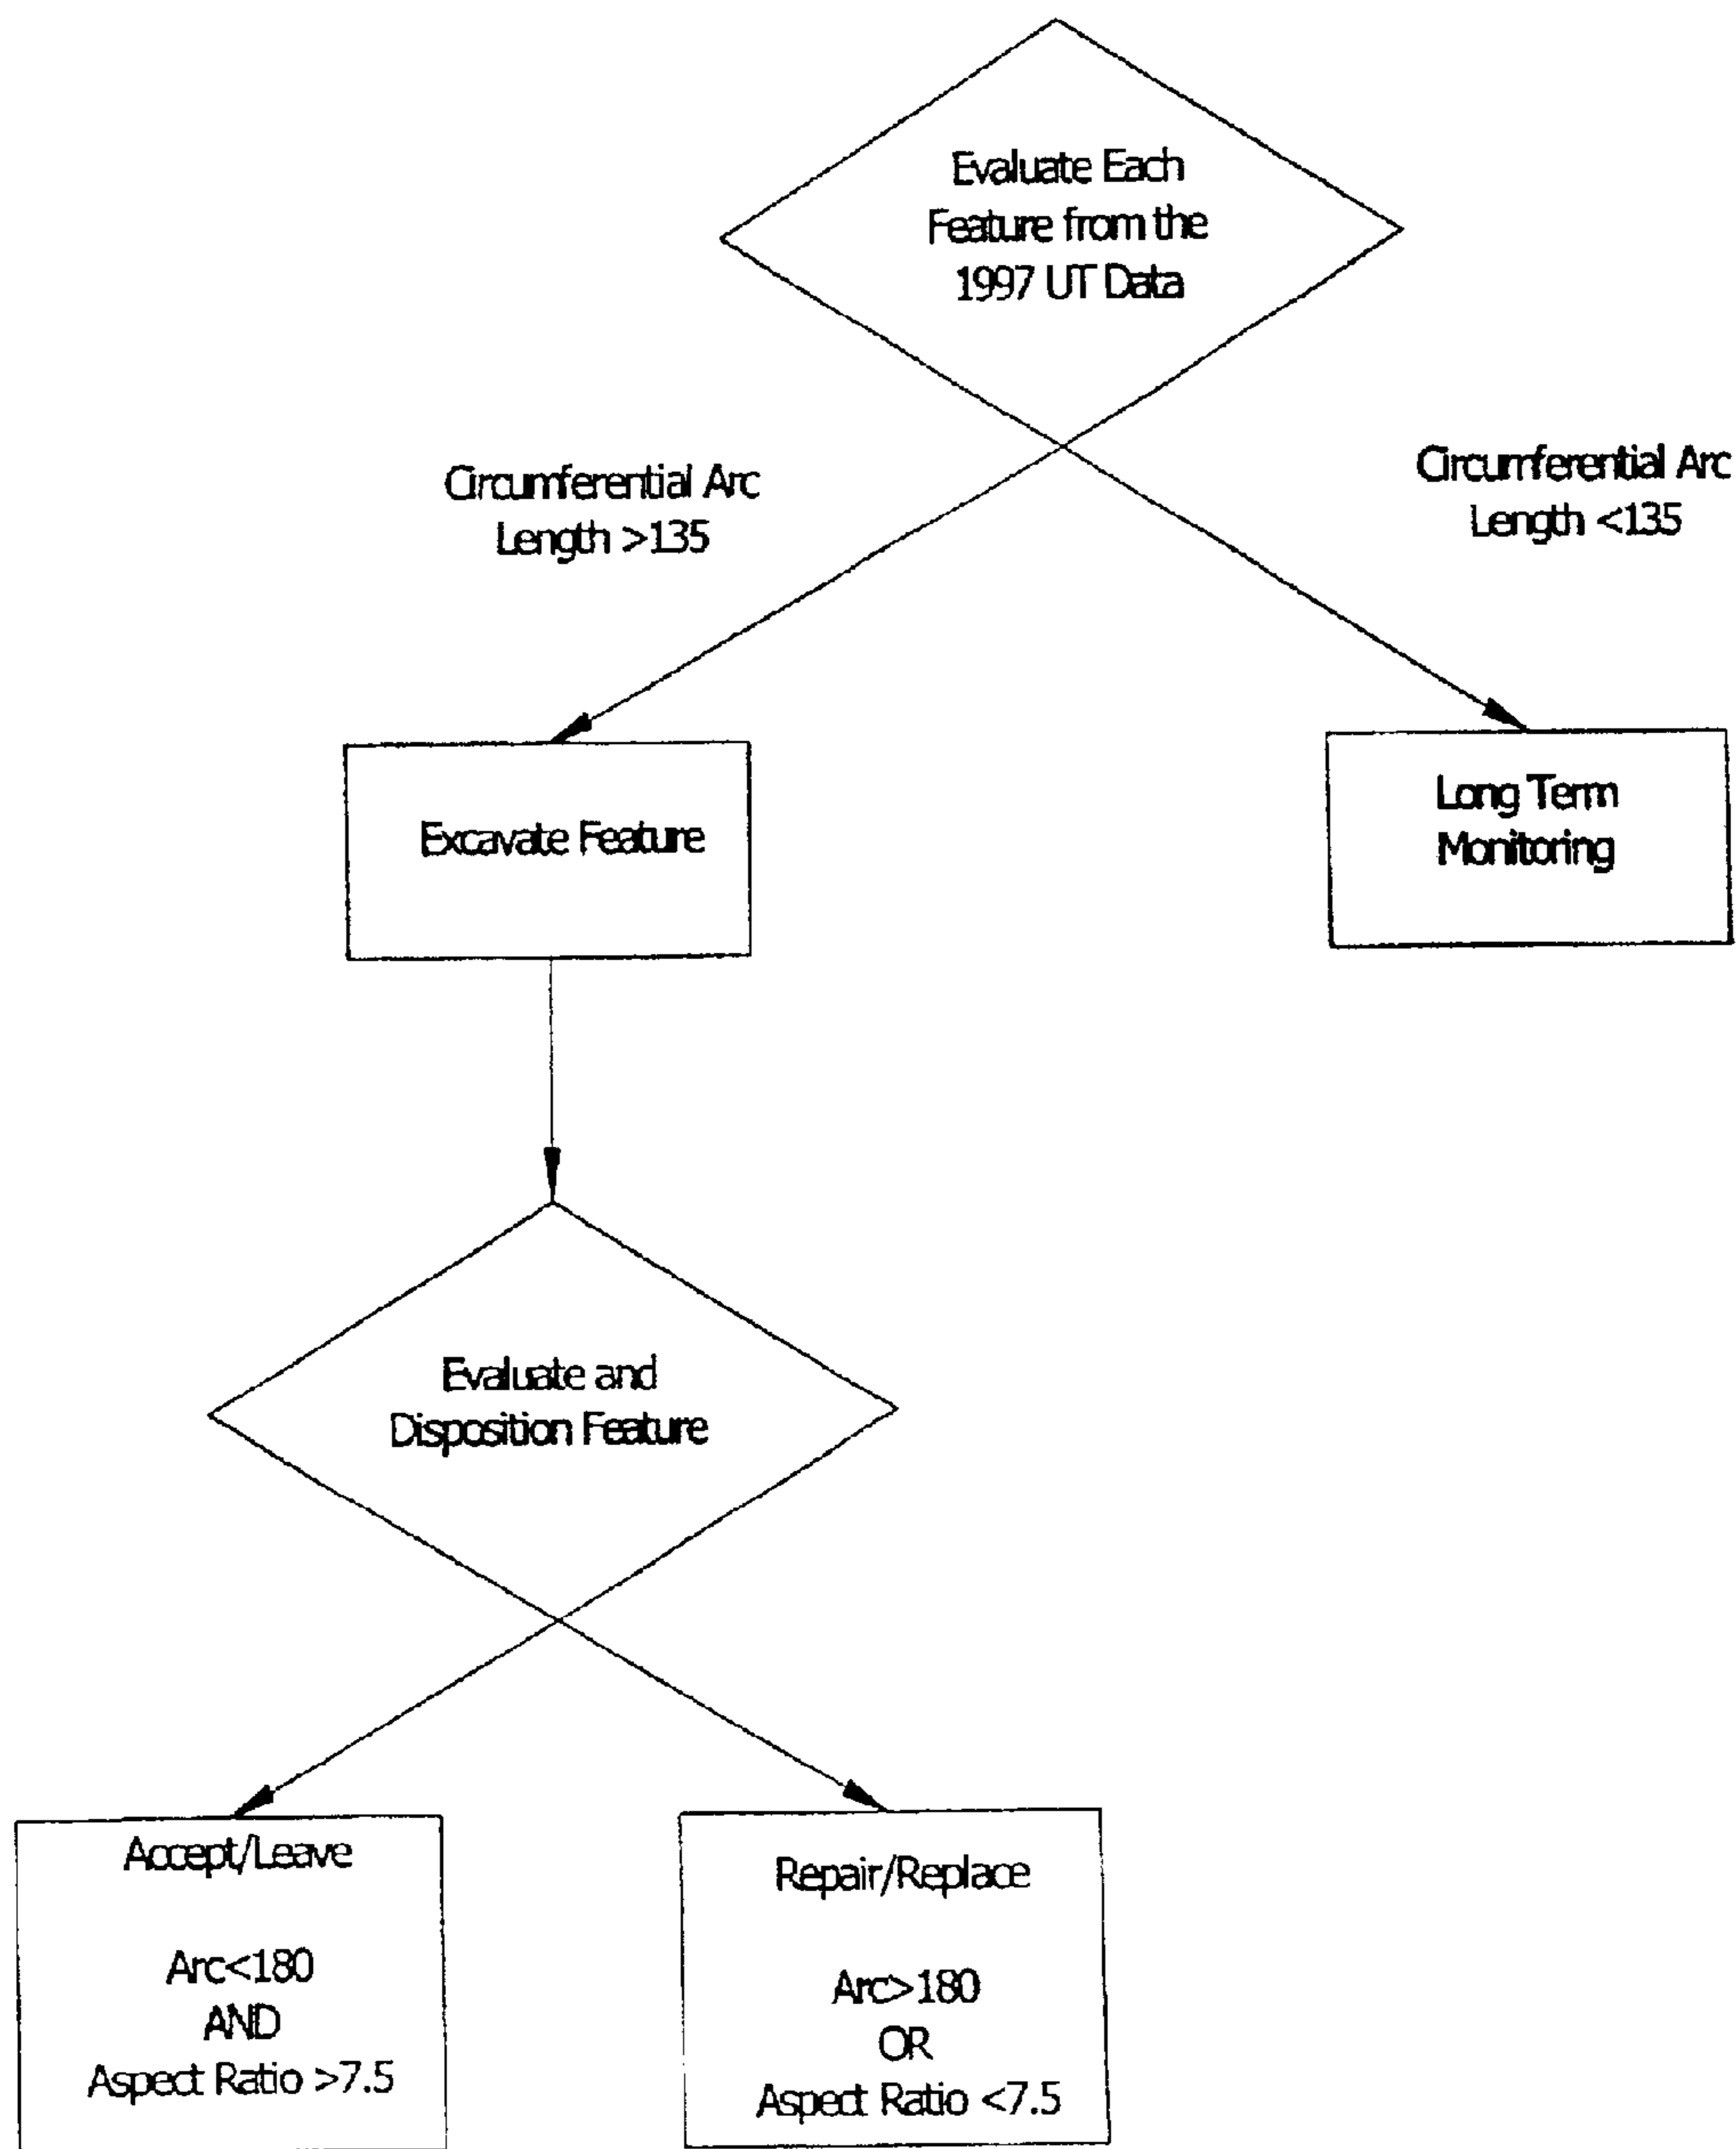 Evaluate Each
Feature from the
1997 UT Data
Circumferential Arc
Length >135
Circumferential Arc
Length <135
Excavate Feature
Long Term
Monitoring
Evaluate and
Disposition Feature
Accept/Leave
Arc<180
AND
Aspect Ratio >7.5
Repair/Replace
Arc>180
OR
Aspect Ratio <7.5